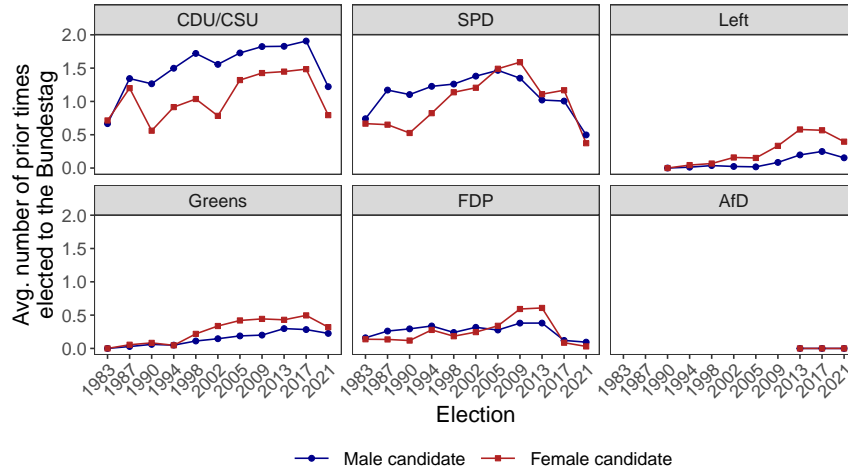 CDU/CSU SPD Left
2.0
1.5
1.0
0.5
0.0
Greens FDP AfD
2.0
1.5
1.0
0.5
0.0
Avg. number of prior times
elected to the Bundestag
1983 1987 1990 1994 1998 2002 2005 2009 2013 2017 2021 1983 1987 1990 1994 1998 2002 2005 2009 2013 2017 2021 1983 1987 1990 1994 1998 2002 2005 2009 2013 2017 2021
Election
Male candidate Female candidate